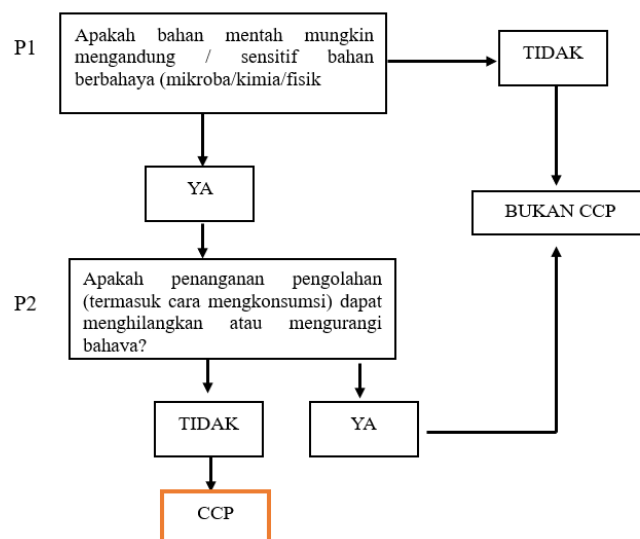 P1
Apakah bahan mentah mungkin
mengandung / sensitif bahan
berbahaya (mikroba/kimia/fisik
TIDAK
YA
BUKAN CCP
P2
Apakah penanganan pengolahan
(termasuk cara mengkonsumsi) dapat
menghilangkan atau mengurangi
bahava?
TIDAK
YA
CCP